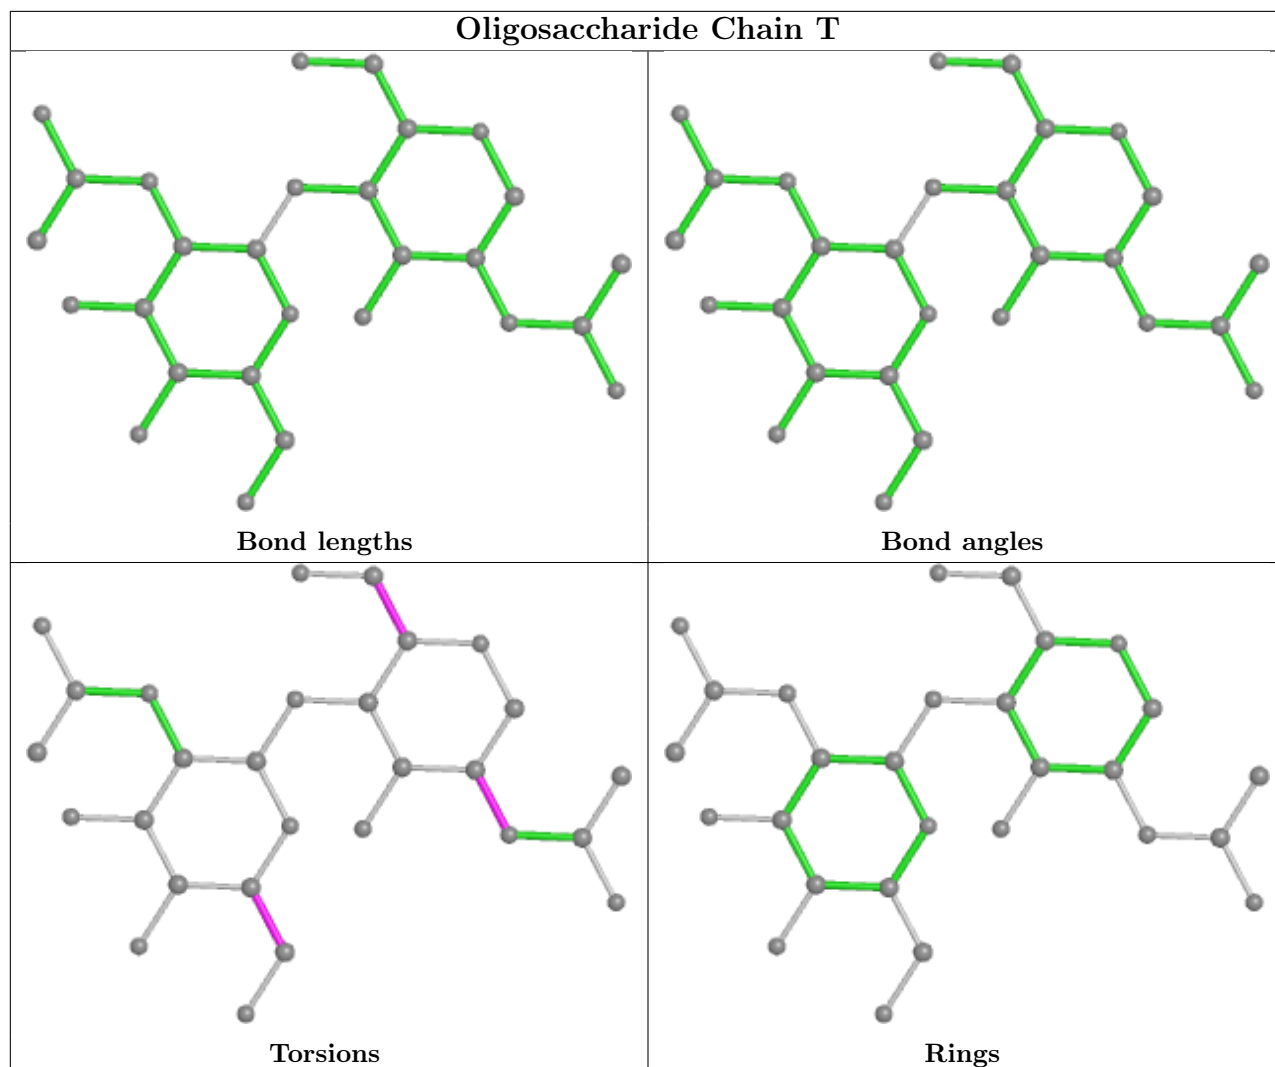 Oligosaccharide Chain T
Bond lengths
Bond angles
Torsions
Rings